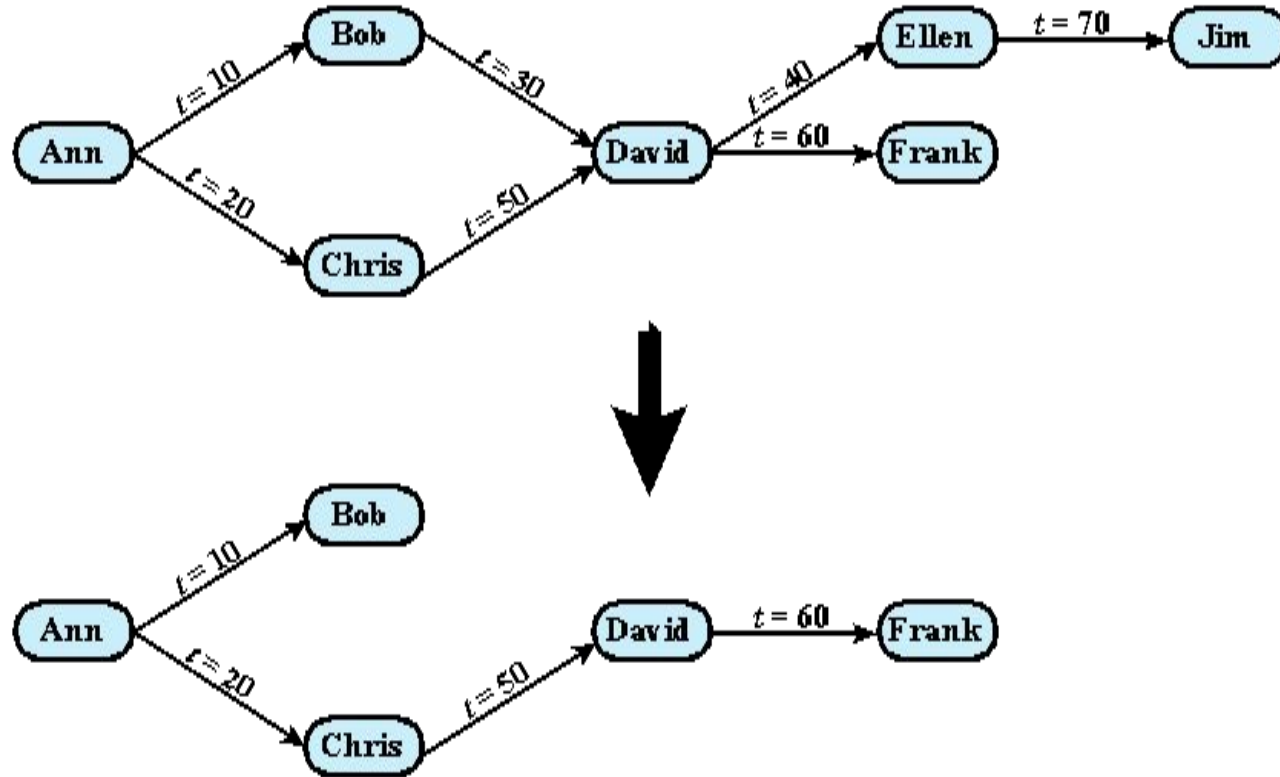 Bob
Ellen
t = 70
Jim
t = 10
t = 30
t = 40
Ann
David
t = 60
Frank
t = 20
t = 50
Chris
Bob
t = 10
Ann
David
t = 60
Frank
t = 20
t = 50
Chris